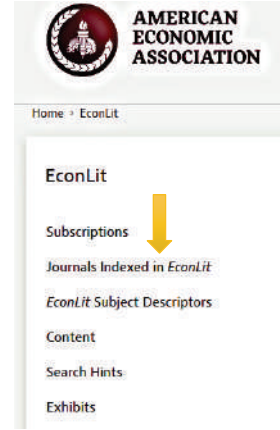 AMERICAN
ECONOMIC
ASSOCIATION
Home › EconLit
EconLit
Subscriptions
Journals Indexed in EconLit
EconLit Subject Descriptors
Content
Search Hints
Exhibits